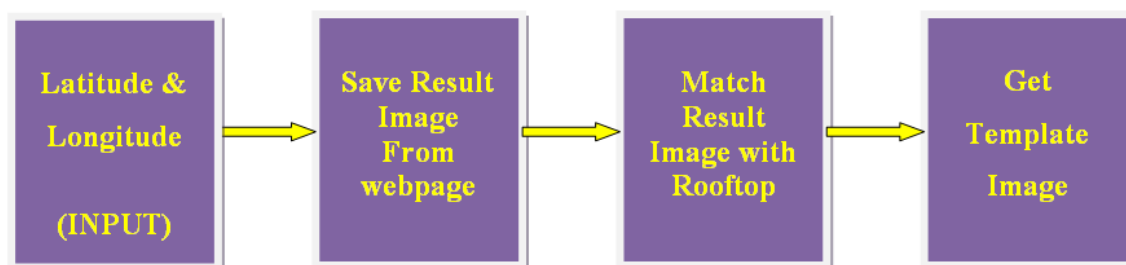 Latitude &
Longitude
(INPUT)
Save Result
Image
From
webpage
Match
Result
Image with
Rooftop
Get
Template
Image